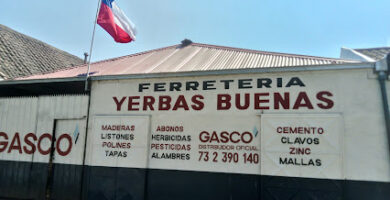 FERRETERIA
YERBAS BUENAS
GASCO
MADERAS
LISTONES
POLINES
TAPAS
ABONOS
HERBICIDAS
PESTICIDAS
ALAMBRES
GASCO
DISTRIBUIDOR OFICIAL
73 2 390 140
CEMENTO
CLAVOS
ZINC
MALLAS